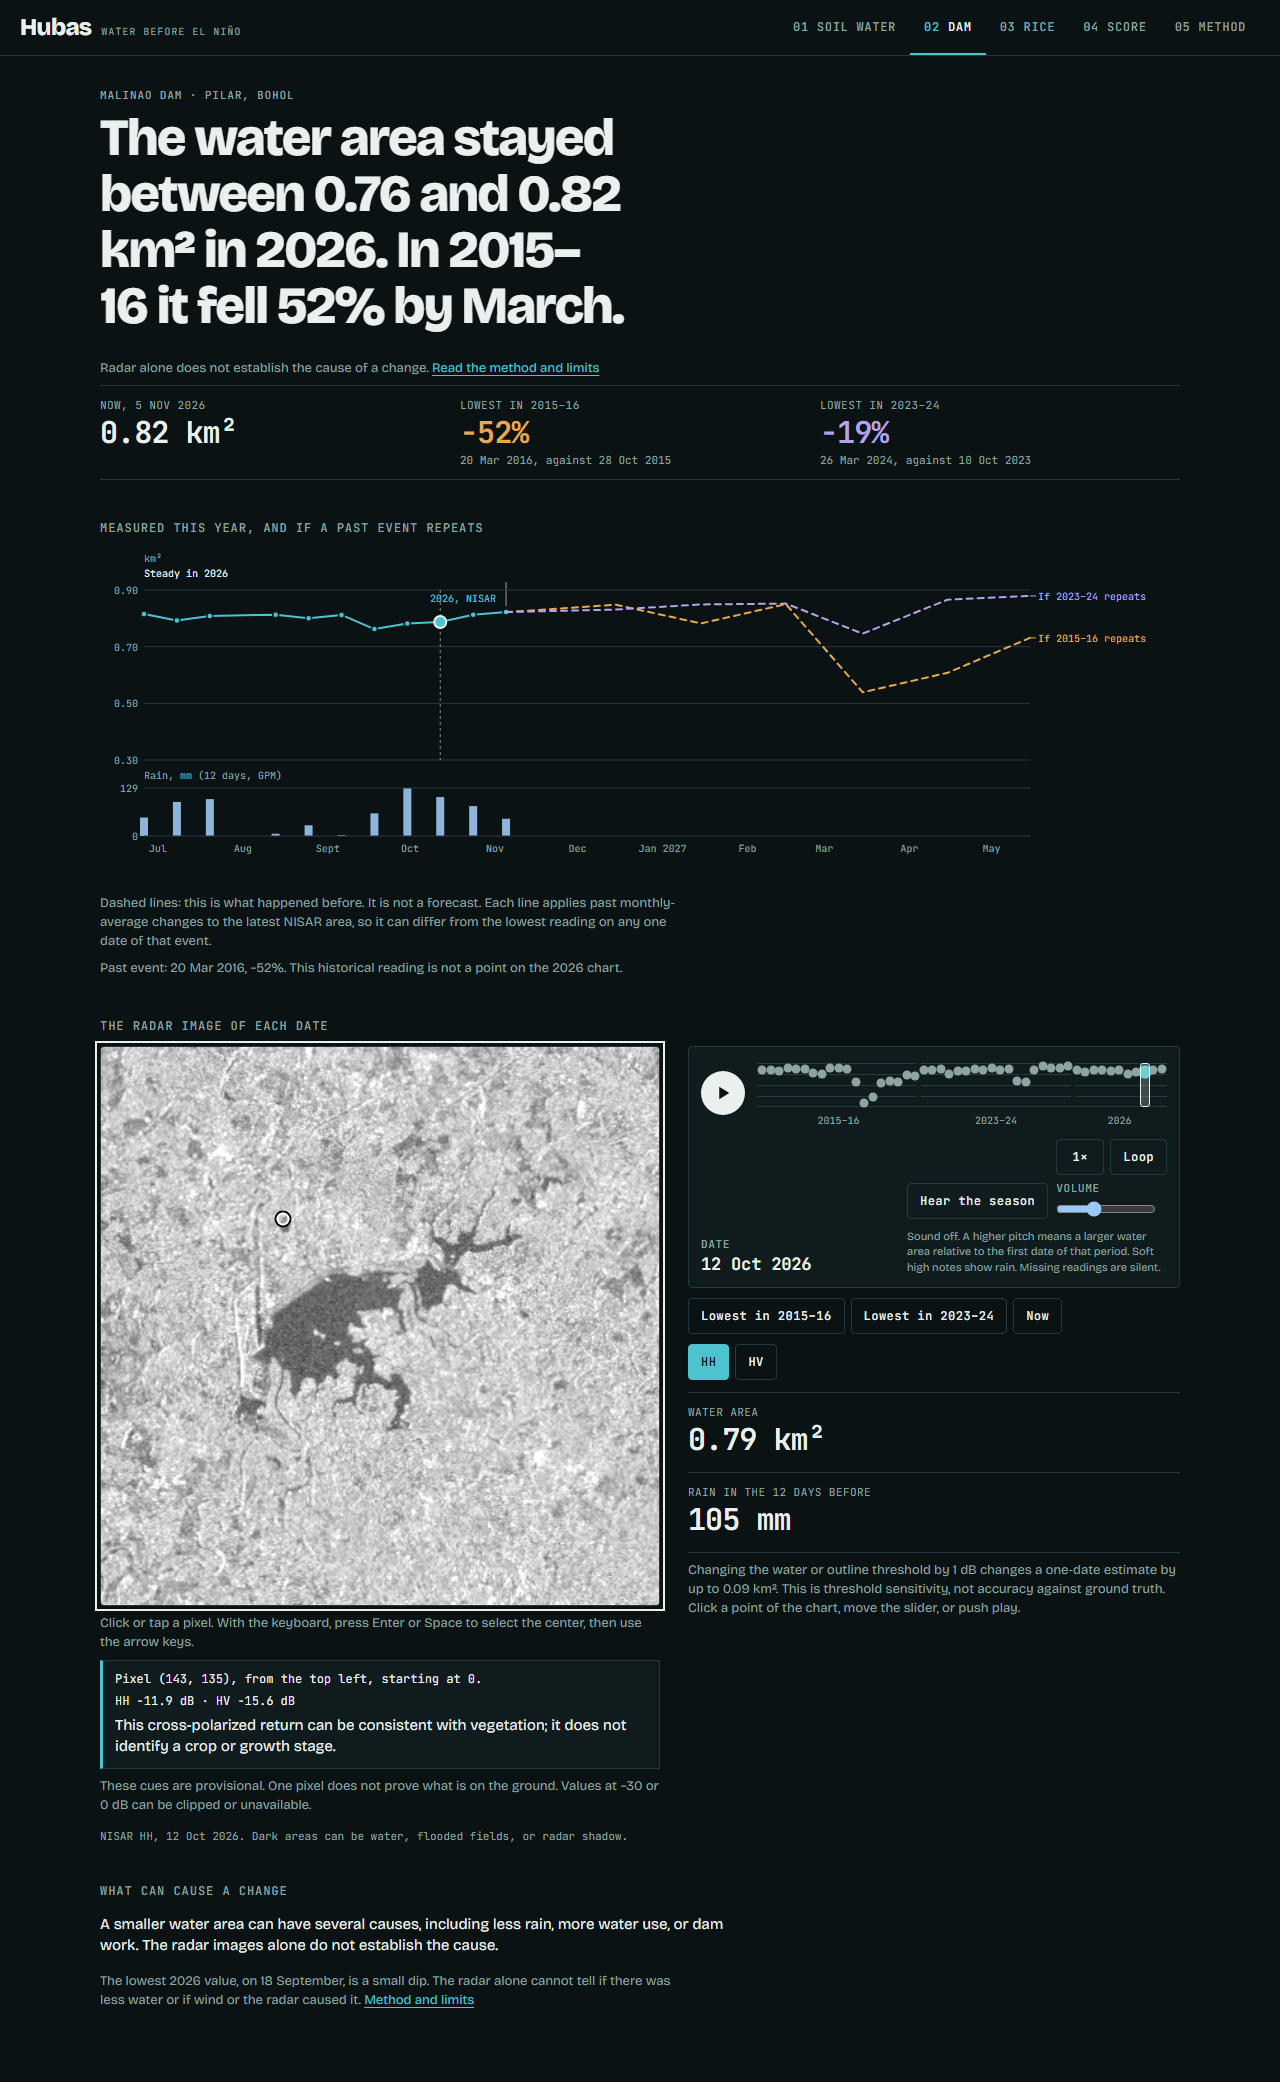 Hubas WATER BEFORE EL NIÑO
01 SOIL WATER 02 DAM 03 RICE 04 SCORE 05 METHOD
MALINAO DAM · PILAR, BOHOL
The water area stayed
between 0.76 and 0.82
km² in 2026. In 2015–
16 it fell 52% by March.
Radar alone does not establish the cause of a change. Read the method and limits
NOW, 5 NOV 2026
0.82 km²
LOWEST IN 2015–16
-52%
20 Mar 2016, against 28 Oct 2015
LOWEST IN 2023–24
-19%
26 Mar 2024, against 10 Oct 2023
MEASURED THIS YEAR, AND IF A PAST EVENT REPEATS
km²
Steady in 2026
0.90
2026, NISAR
If 2023–24 repeats
If 2015–16 repeats
0.70
0.50
0.30
Rain, mm (12 days, GPM)
129
0
Jul Aug Sept Oct Nov Dec Jan 2027 Feb Mar Apr May
Dashed lines: this is what happened before. It is not a forecast. Each line applies past monthly-
average changes to the latest NISAR area, so it can differ from the lowest reading on any one
date of that event.
Past event: 20 Mar 2016, -52%. This historical reading is not a point on the 2026 chart.
THE RADAR IMAGE OF EACH DATE
2015–16 2023–24 2026
1× Loop
Hear the season
VOLUME
DATE
12 Oct 2026
Sound off. A higher pitch means a larger water
area relative to the first date of that period. Soft
high notes show rain. Missing readings are silent.
Lowest in 2015–16 Lowest in 2023–24 Now
HH HV
WATER AREA
0.79 km²
RAIN IN THE 12 DAYS BEFORE
105 mm
Changing the water or outline threshold by 1 dB changes a one-date estimate by
up to 0.09 km². This is threshold sensitivity, not accuracy against ground truth.
Click a point of the chart, move the slider, or push play.
Click or tap a pixel. With the keyboard, press Enter or Space to select the center, then use
the arrow keys.
Pixel (143, 135), from the top left, starting at 0.
HH -11.9 dB · HV -15.6 dB
This cross-polarized return can be consistent with vegetation; it does not
identify a crop or growth stage.
These cues are provisional. One pixel does not prove what is on the ground. Values at -30 or
0 dB can be clipped or unavailable.
NISAR HH, 12 Oct 2026. Dark areas can be water, flooded fields, or radar shadow.
WHAT CAN CAUSE A CHANGE
A smaller water area can have several causes, including less rain, more water use, or dam
work. The radar images alone do not establish the cause.
The lowest 2026 value, on 18 September, is a small dip. The radar alone cannot tell if there was
less water or if wind or the radar caused it. Method and limits